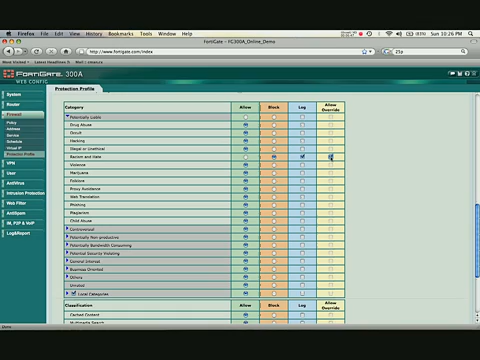 Firefox File Edit View History Bookmarks Tools Window Help
Sun 10:26 PM
FortiGate - FG300A_Online_Demo
http://www.fortigate.com/index
Most Visited Latest Headlines
FORTIGATE 300A
WEB CONFIG
Protection Profile
System
Router
Firewall
Policy
Address
Service
Schedule
Virtual IP
Protection Profile
VPN
User
AntiVirus
Intrusion Protection
Web Filter
AntiSpam
IM, P2P & VoIP
Log&Report
Category Allow Block Log Allow Override
Potentially Liable
Drug Abuse
Occult
Hacking
Illegal or Unethical
Racism and Hate
Violence
Marijuana
Folklore
Proxy Avoidance
Web Translation
Phishing
Plagiarism
Child Abuse
Controversial
Potentially Non-productive
Potentially Bandwidth Consuming
Potentially Security Violating
General Interest
Business Oriented
Others
Unrated
Local Categories
Classification Allow Block Log Allow Override
Cached Content
Multimedia Search
Done